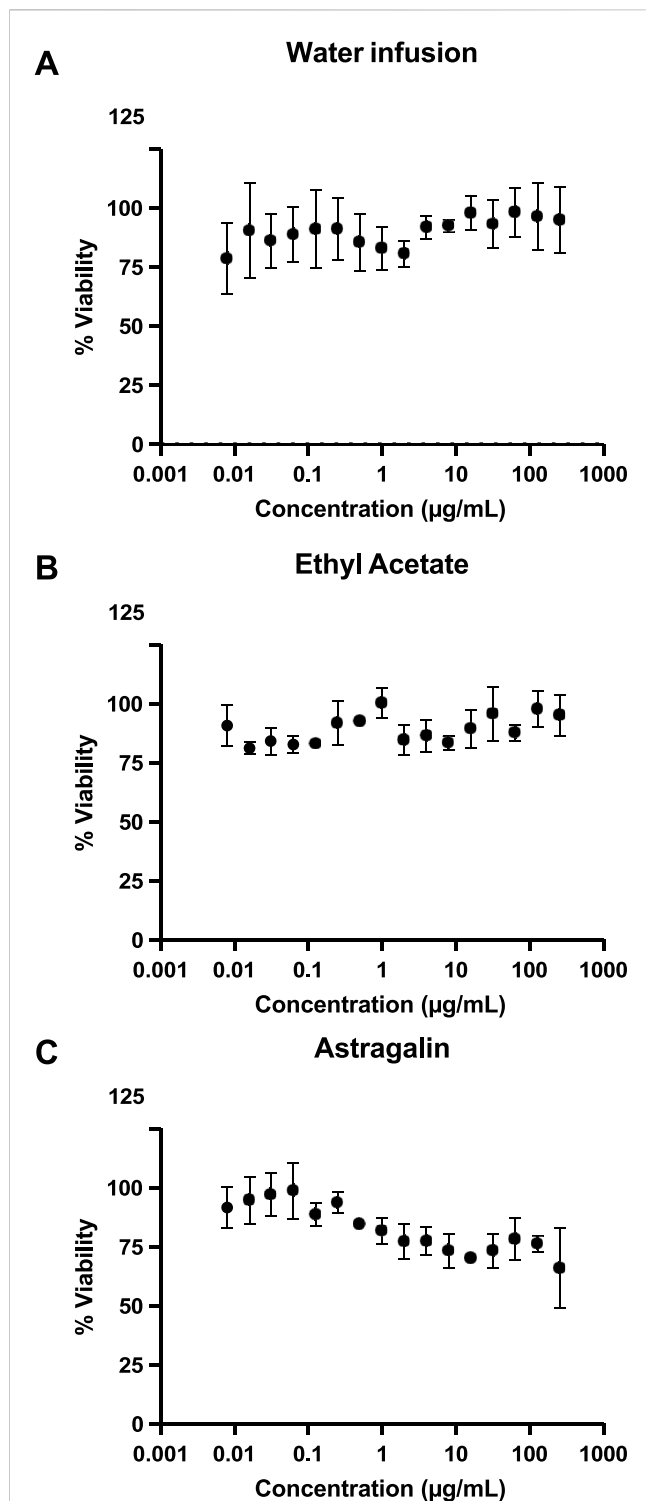 A
Water infusion
125
100
75
50
25
0
% Viability
0.001 0.01 0.1 1 10 100 1000
Concentration (µg/mL)
B
Ethyl Acetate
125
100
75
50
25
0
% Viability
0.001 0.01 0.1 1 10 100 1000
Concentration (µg/mL)
C
Astragalin
125
100
75
50
25
0
% Viability
0.001 0.01 0.1 1 10 100 1000
Concentration (µg/mL)